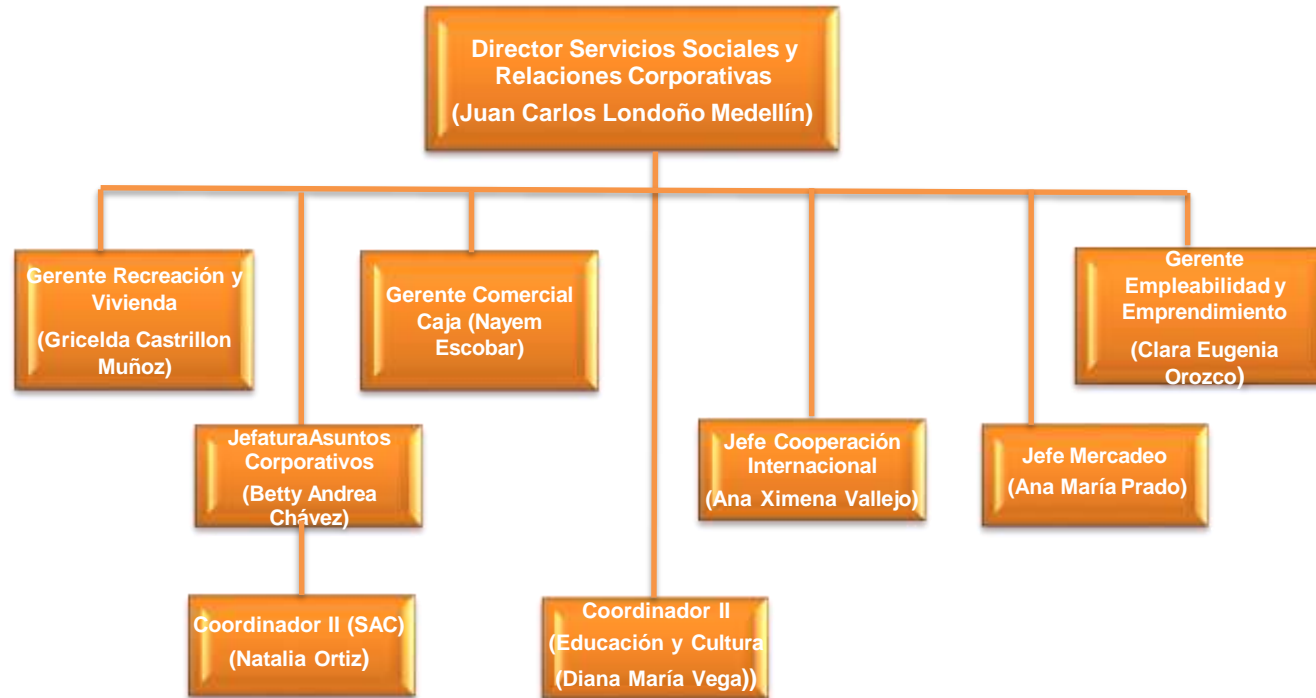 Director Servicios Sociales y
Relaciones Corporativas
(Juan Carlos Londoño Medellín)
Gerente Recreación y
Vivienda
(Gricelda Castrillon
Muñoz)
Gerente Comercial
Caja (Nayem
Escobar)
Gerente
Empleabilidad y
Emprendimiento
(Clara Eugenia
Orozco)
JefaturaAsuntos
Corporativos
(Betty Andrea
Chávez)
Jefe Cooperación
Internacional
(Ana Ximena Vallejo)
Jefe Mercadeo
(Ana María Prado)
Coordinador II (SAC)
(Natalia Ortiz)
Coordinador II
(Educación y Cultura
(Diana María Vega))